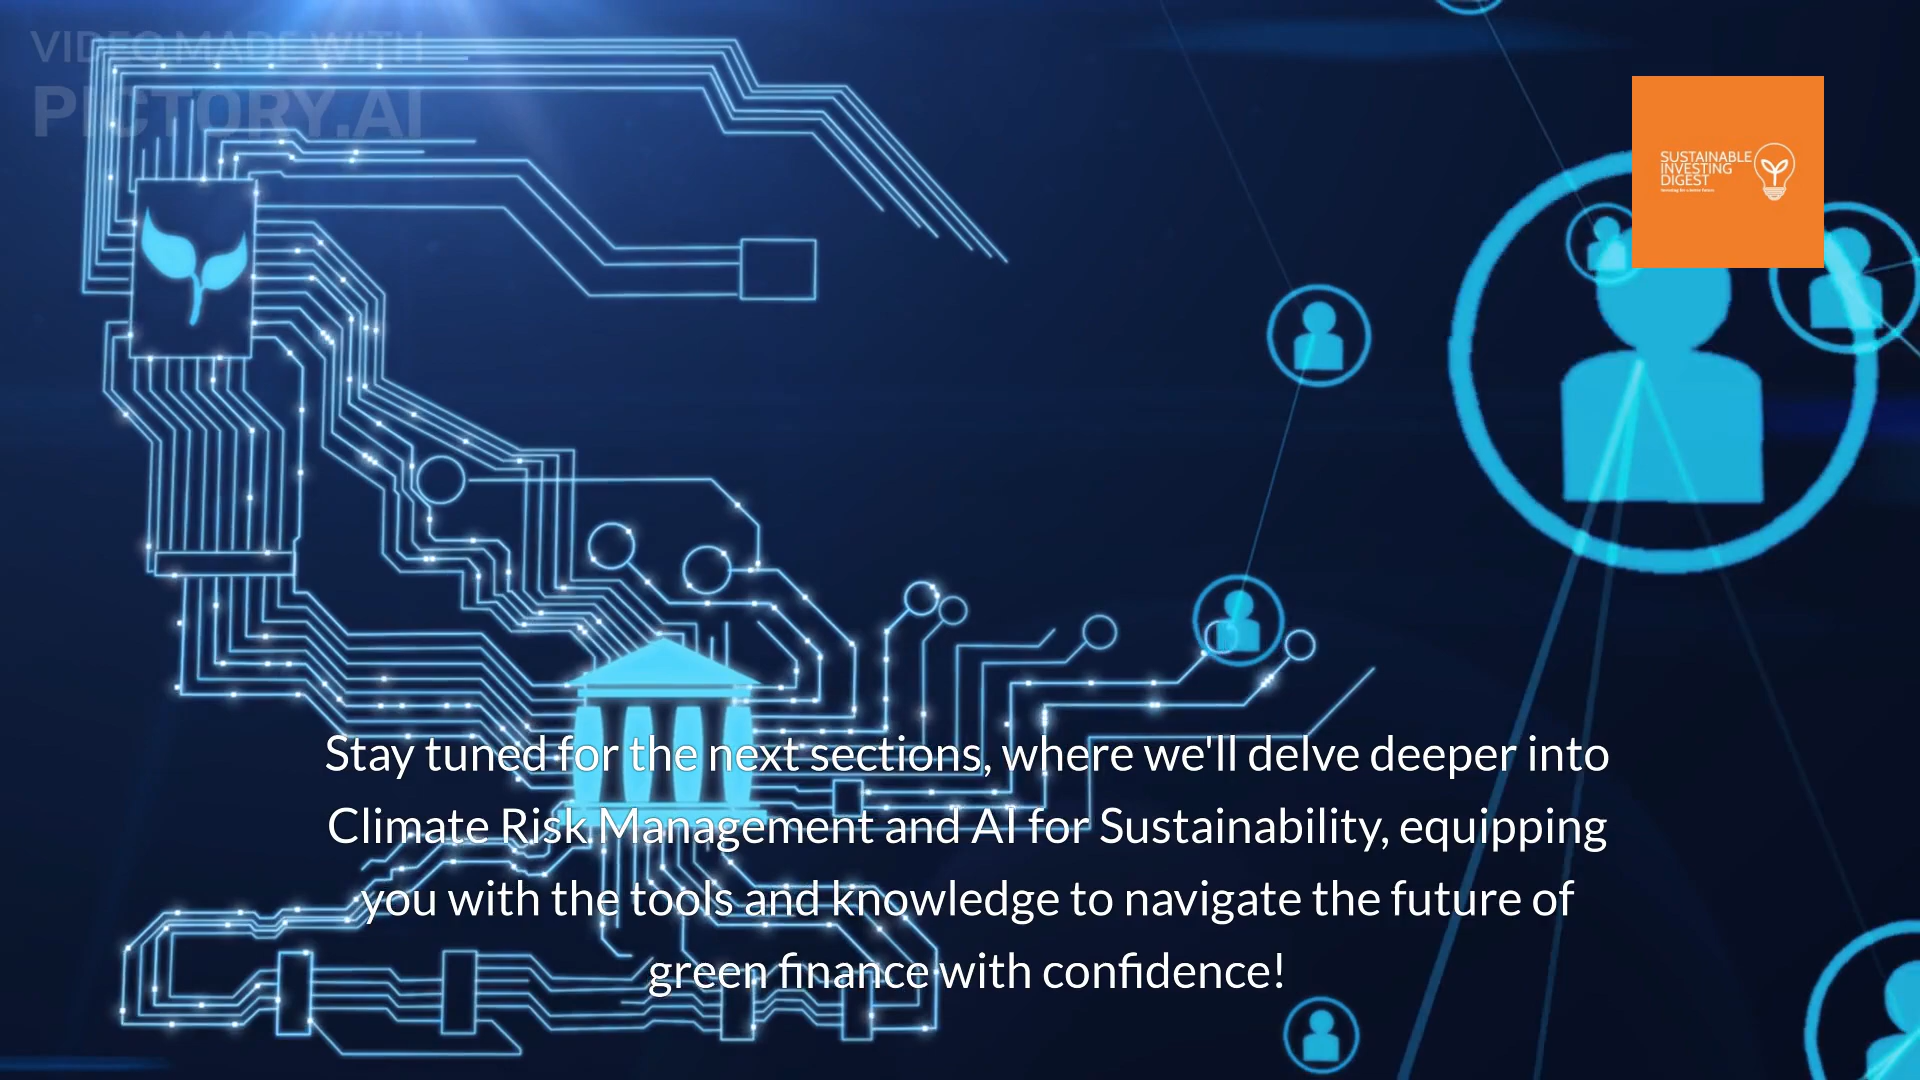 VIDEO MADE WITH
PICTORY.AI
SUSTAINABLE
INVESTING
DIGEST
Stay tuned for the next sections, where we'll delve deeper into
Climate Risk Management and AI for Sustainability, equipping
you with the tools and knowledge to navigate the future of
green finance with confidence!